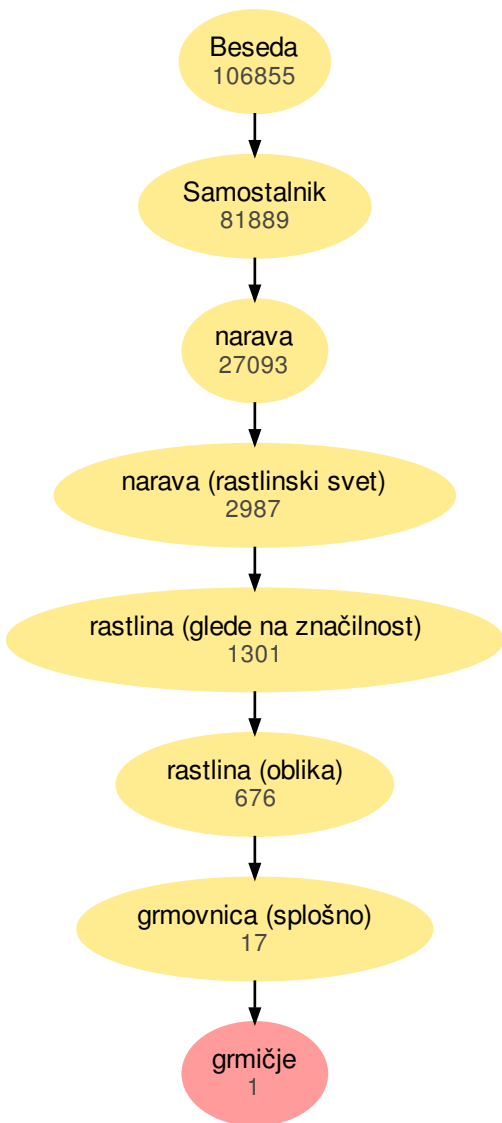 Beseda
106855
Samostalnik
81889
narava
27093
narava (rastlinski svet)
2987
rastlina (glede na značilnost)
1301
rastlina (oblika)
676
grmovnica (splošno)
17
grmičje
1